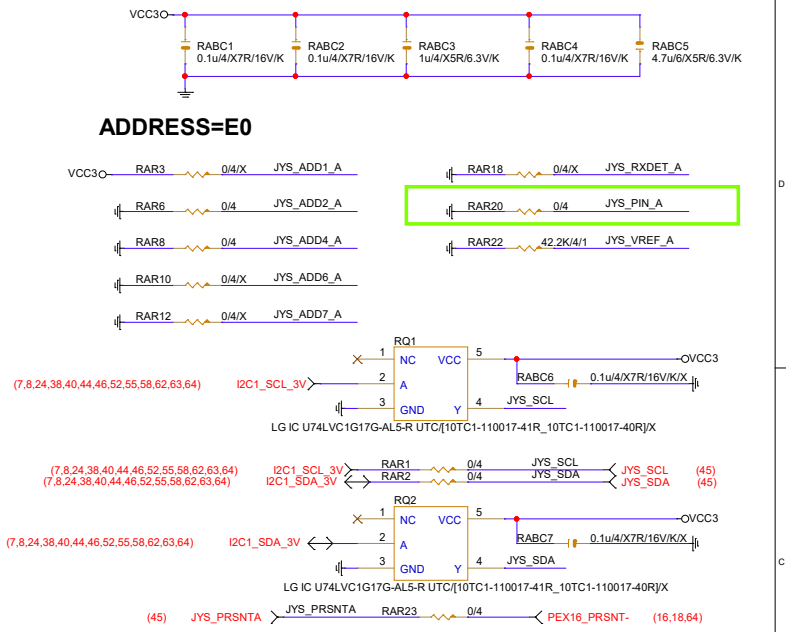 VCC3
RABC1
0.1u/4/X7R/16V/K
RABC2
0.1u/4/X7R/16V/K
RABC3
1u/4/X5R/6.3V/K
RABC4
0.1u/4/X7R/16V/K
RABC5
4.7u/6/X5R/6.3V/K
ADDRESS=E0
VCC3 RAR3 0/4/X JYS_ADD1_A
RAR6 0/4 JYS_ADD2_A
RAR8 0/4 JYS_ADD4_A
RAR10 0/4/X JYS_ADD6_A
RAR12 0/4/X JYS_ADD7_A
RAR18 0/4/X JYS_RXDET_A
RAR20 0/4 JYS_PIN_A
RAR22 42.2K/4/1 JYS_VREF_A
D
RQ1
1 NC VCC 5 VCC3
(7,8,24,38,40,44,46,52,55,58,62,63,64) I2C1_SCL_3V 2 A
RABC6 0.1u/4/X7R/16V/K/X
3 GND Y 4 JYS_SCL
LG IC U74LVC1G17G-AL5-R UTC/[10TC1-110017-41R_10TC1-110017-40R]/X
(7,8,24,38,40,44,46,52,55,58,62,63,64) I2C1_SCL_3V RAR1 0/4 JYS_SCL JYS_SCL (45)
(7,8,24,38,40,44,46,52,55,58,62,63,64) I2C1_SDA_3V RAR2 0/4 JYS_SDA JYS_SDA (45)
RQ2
1 NC VCC 5 VCC3
(7,8,24,38,40,44,46,52,55,58,62,63,64) I2C1_SDA_3V 2 A
RABC7 0.1u/4/X7R/16V/K/X
3 GND Y 4 JYS_SDA
C
LG IC U74LVC1G17G-AL5-R UTC/[10TC1-110017-41R_10TC1-110017-40R]/X
(45) JYS_PRSNTA JYS_PRSNTA RAR23 0/4 PEX16_PRSNT- (16,18,64)